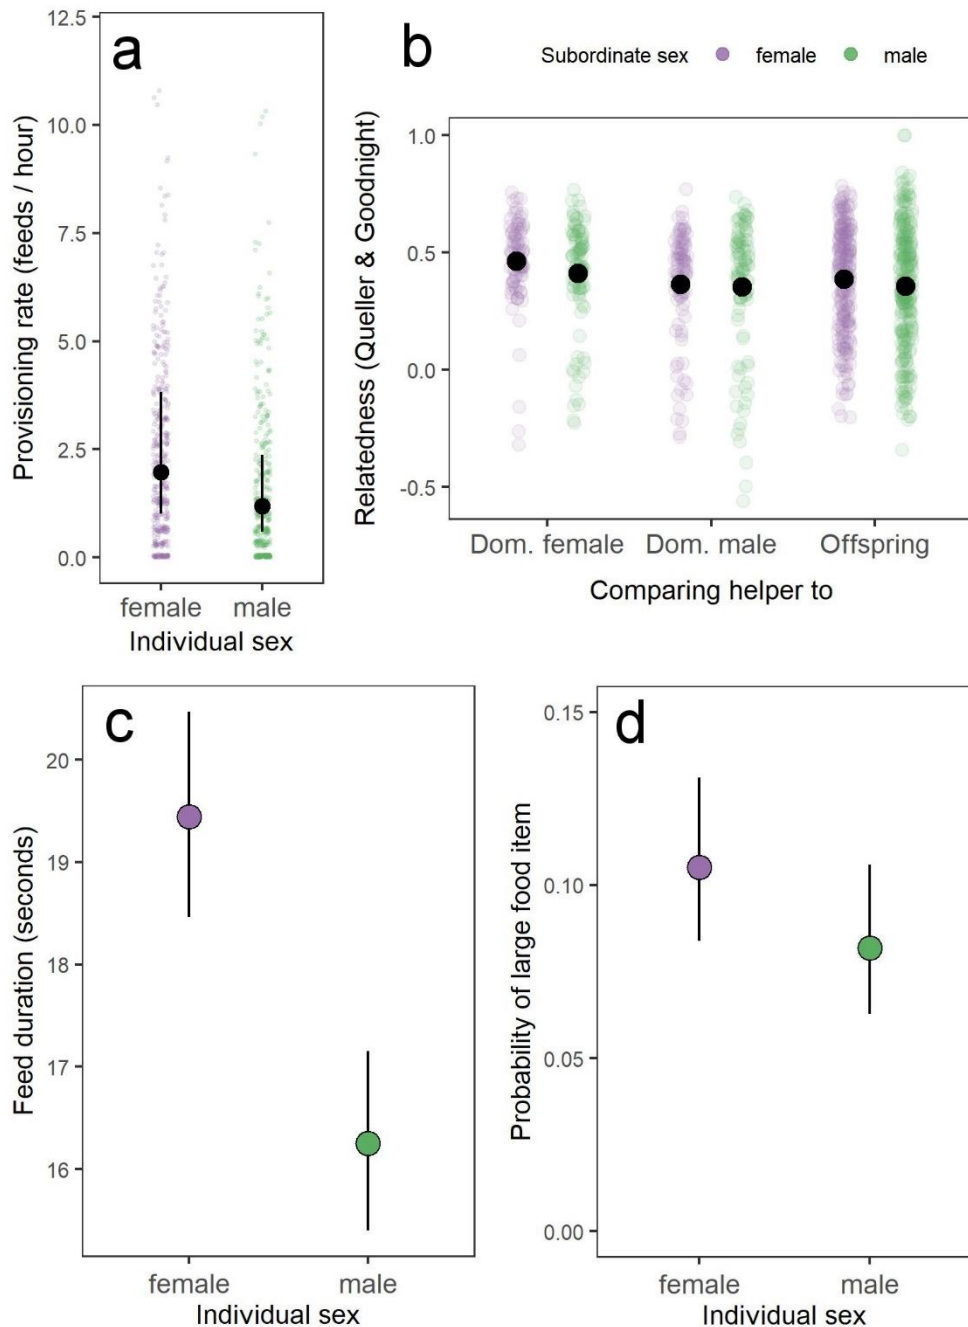 a
12.5
10.0
7.5
5.0
2.5
0.0
Provisioning rate (feeds / hour)
female male
Individual sex
b
Subordinate sex female male
1.0
0.5
0.0
-0.5
Relatedness (Queller & Goodnight)
Dom. female Dom. male Offspring
Comparing helper to
c
20
19
18
17
16
Feed duration (seconds)
female male
Individual sex
d
0.15
0.10
0.05
0.00
Probability of large food item
female male
Individual sex